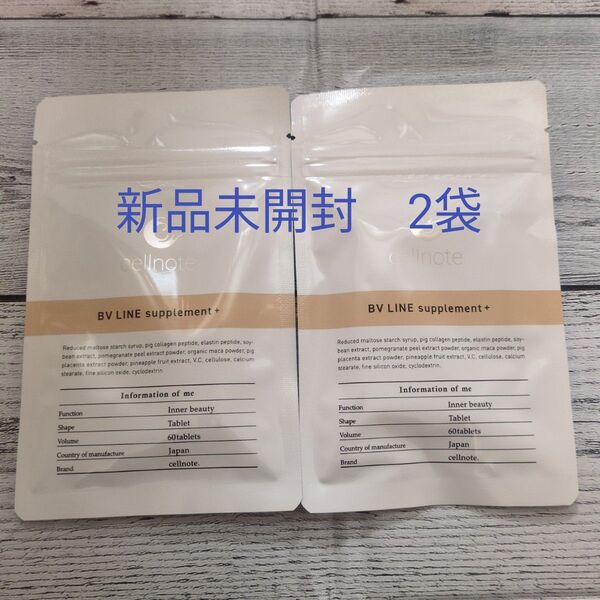 新品未開封 2袋
cellnote
BV LINE supplement+
Reduced maltose starch syrup, pig collagen peptide, elastin peptide, soy-
bean extract, pomegranate peel extract powder, organic maca powder, pig
placenta extract powder, pineapple fruit extract, V.C, cellulose, calcium
stearate, fine silicon oxide, cyclodextrin.
Information of me
Function Inner beauty
Shape Tablet
Volume 60tablets
Country of manufacture Japan
Brand cellnote.
cellnote
BV LINE supplement+
Reduced maltose starch syrup, pig collagen peptide, elastin peptide, soy-
bean extract, pomegranate peel extract powder, organic maca powder, pig
placenta extract powder, pineapple fruit extract, V.C, cellulose, calcium
stearate, fine silicon oxide, cyclodextrin.
Information of me
Function Inner beauty
Shape Tablet
Volume 60tablets
Country of manufacture Japan
Brand cellnote.